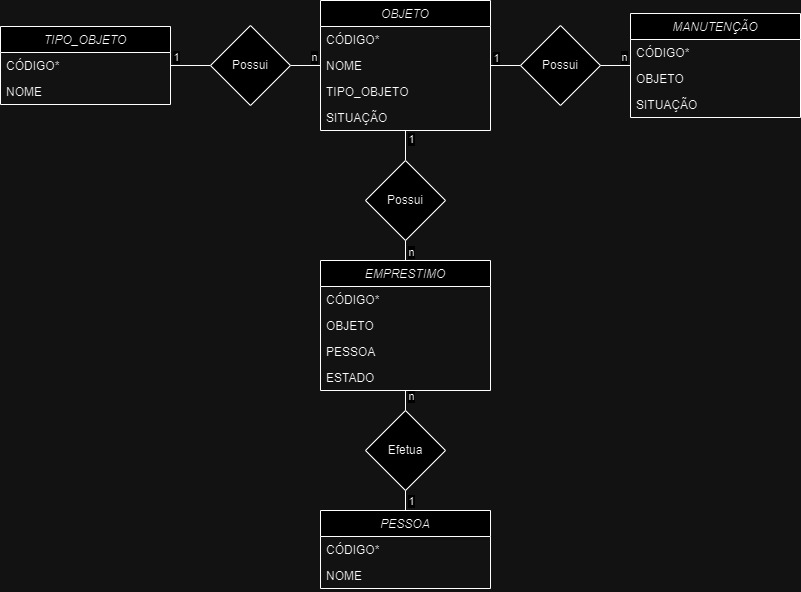 TIPO_OBJETO
CÓDIGO*
NOME
1
Possui
n
OBJETO
CÓDIGO*
NOME
TIPO_OBJETO
SITUAÇÃO
1
Possui
n
MANUTENÇÃO
CÓDIGO*
OBJETO
SITUAÇÃO
1
Possui
n
EMPRESTIMO
CÓDIGO*
OBJETO
PESSOA
ESTADO
n
Efetua
1
PESSOA
CÓDIGO*
NOME